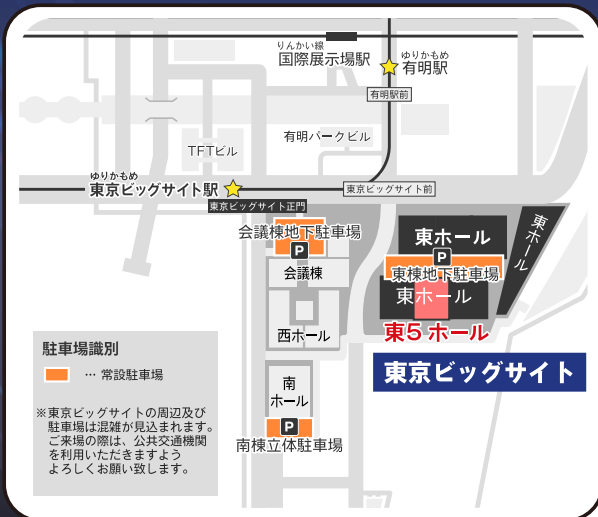 りんかい線
国際展示場駅
ゆりかもめ
有明駅
有明駅前
有明パークビル
TFTビル
ゆりかもめ
東京ビッグサイト駅
東京ビッグサイト前
東京ビッグサイト正門
会議棟地下駐車場
P
会議棟
西ホール
東ホール
P
東棟地下駐車場
東ホール
東ホール
東5 ホール
東京ビッグサイト
南
ホール
P
南棟立体駐車場
駐車場識別
… 常設駐車場
※東京ビッグサイトの周辺及び
駐車場は混雑が見込まれます。
ご来場の際は、公共交通機関
を利用いただきますよう
よろしくお願い致します。